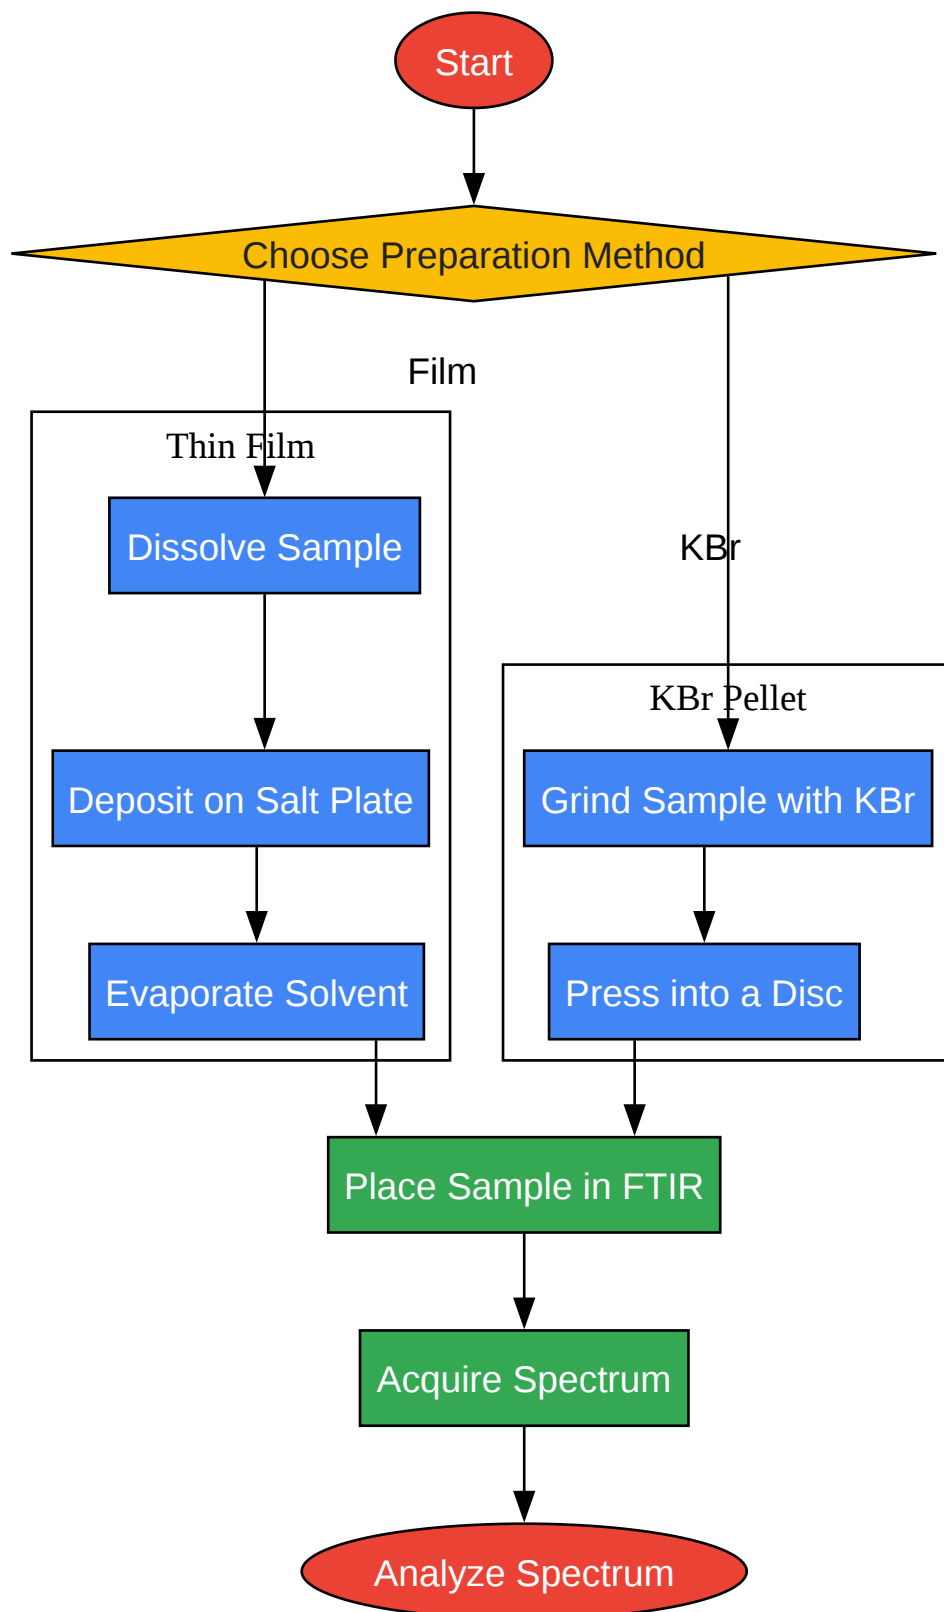 Start
Choose Preparation Method
Film
Thin Film
Dissolve Sample
KBr
KBr Pellet
Deposit on Salt Plate
Grind Sample with KBr
Evaporate Solvent
Press into a Disc
Place Sample in FTIR
Acquire Spectrum
Analyze Spectrum